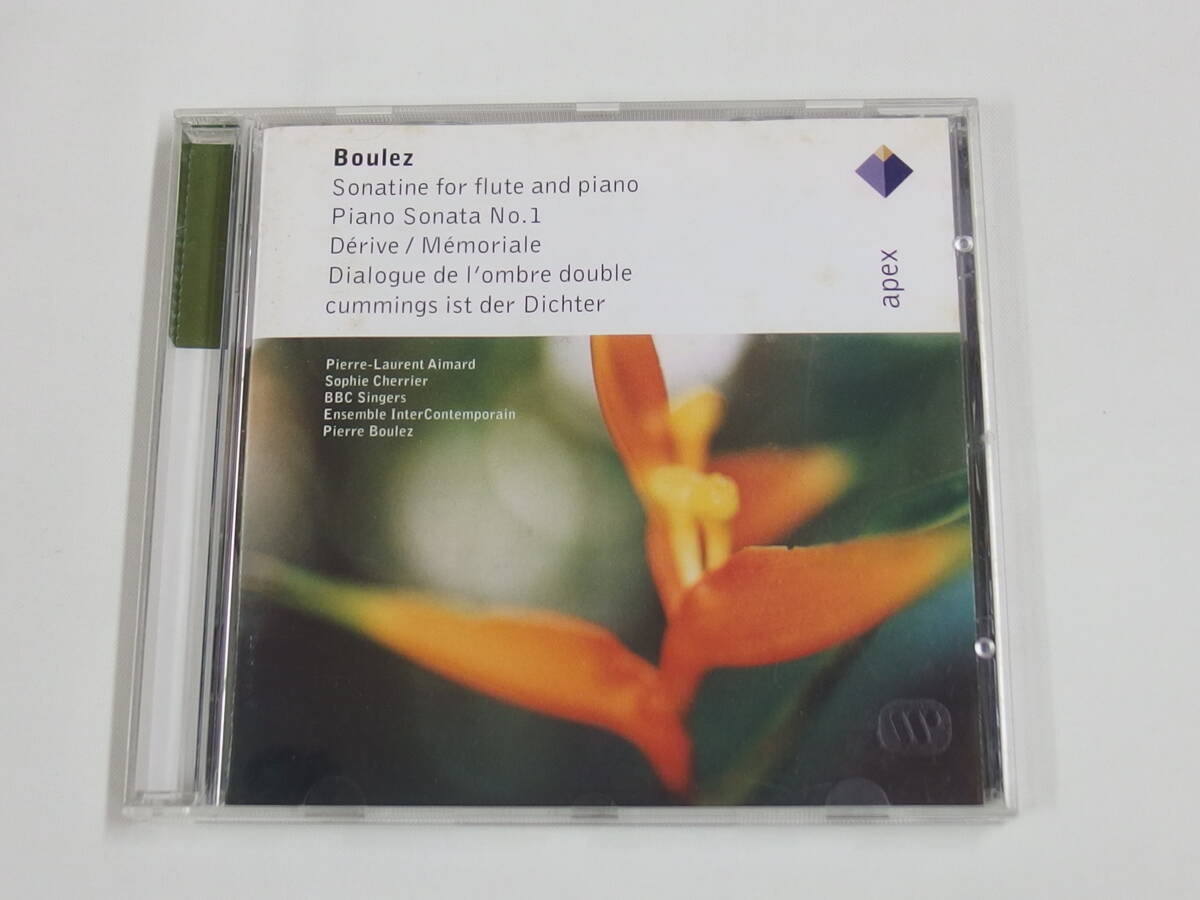 Boulez
Sonatine for flute and piano
Piano Sonata No.1
Dérive / Mémoriale
Dialogue de l'ombre double
cummings ist der Dichter
apex
Pierre-Laurent Aimard
Sophie Cherrier
BBC Singers
Ensemble InterContemporain
Pierre Boulez